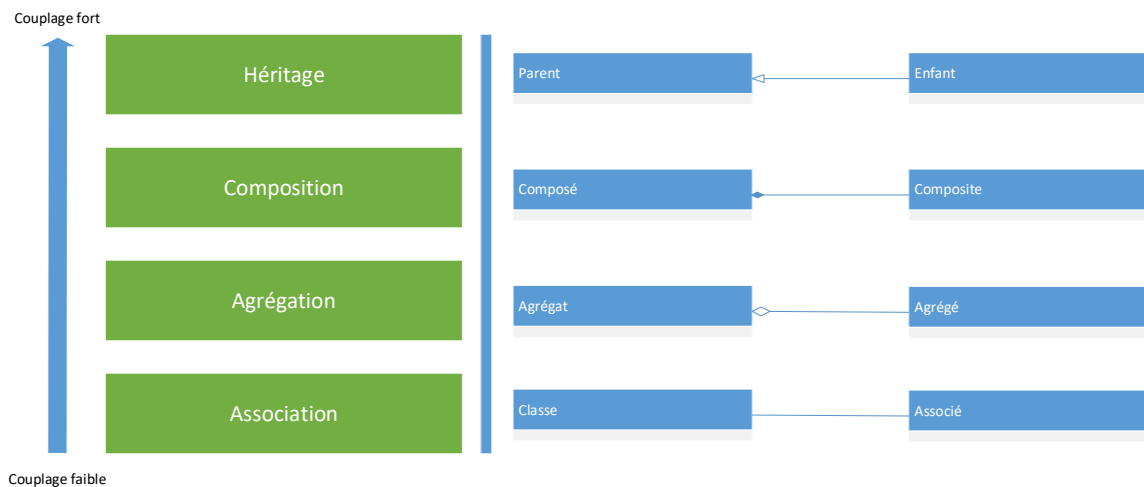 Couplage fort
Héritage
Parent
Enfant
Composition
Composé
Composite
Agrégation
Agrégat
Agrégé
Association
Classe
Associé
Couplage faible